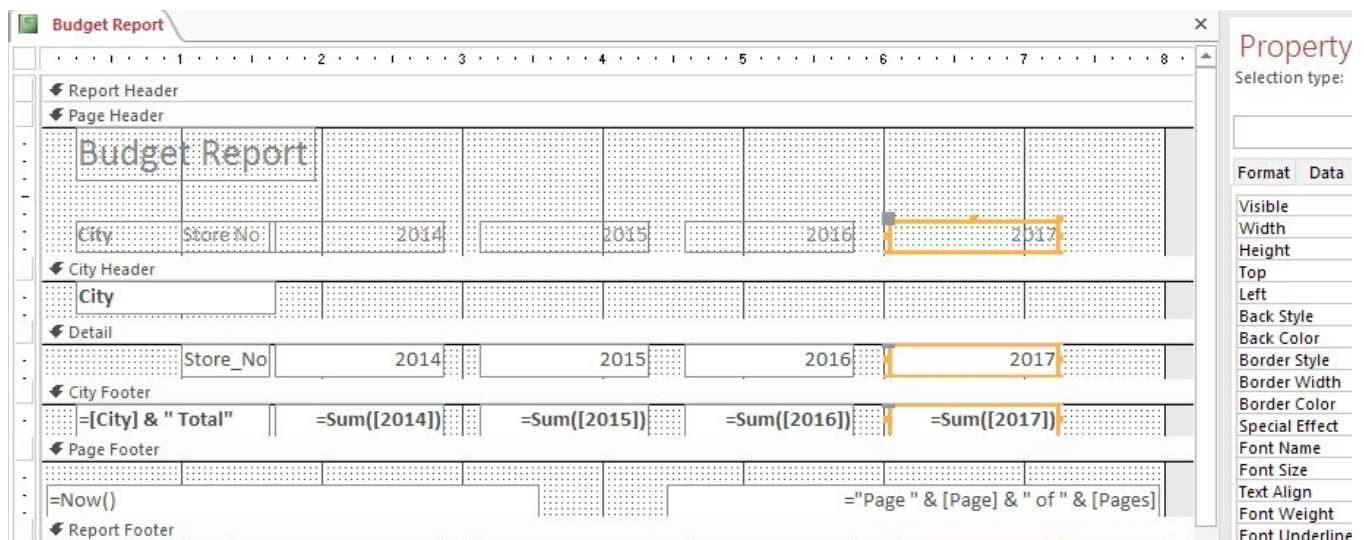 Budget Report
×
Property
Selection type:
1 2 3 4 5 6 7 8
Report Header
Page Header
Budget Report
Format Data
City Store No 2014 2015 2016 2017
City Header
City
Detail
Store_No 2014 2015 2016 2017
City Footer
=[City] & " Total" =Sum([2014]) =Sum([2015]) =Sum([2016]) =Sum([2017])
Page Footer
=Now() ="Page " & [Page] & " of " & [Pages]
Report Footer
Visible
Width
Height
Top
Left
Back Style
Back Color
Border Style
Border Width
Border Color
Special Effect
Font Name
Font Size
Text Align
Font Weight
Font Underline